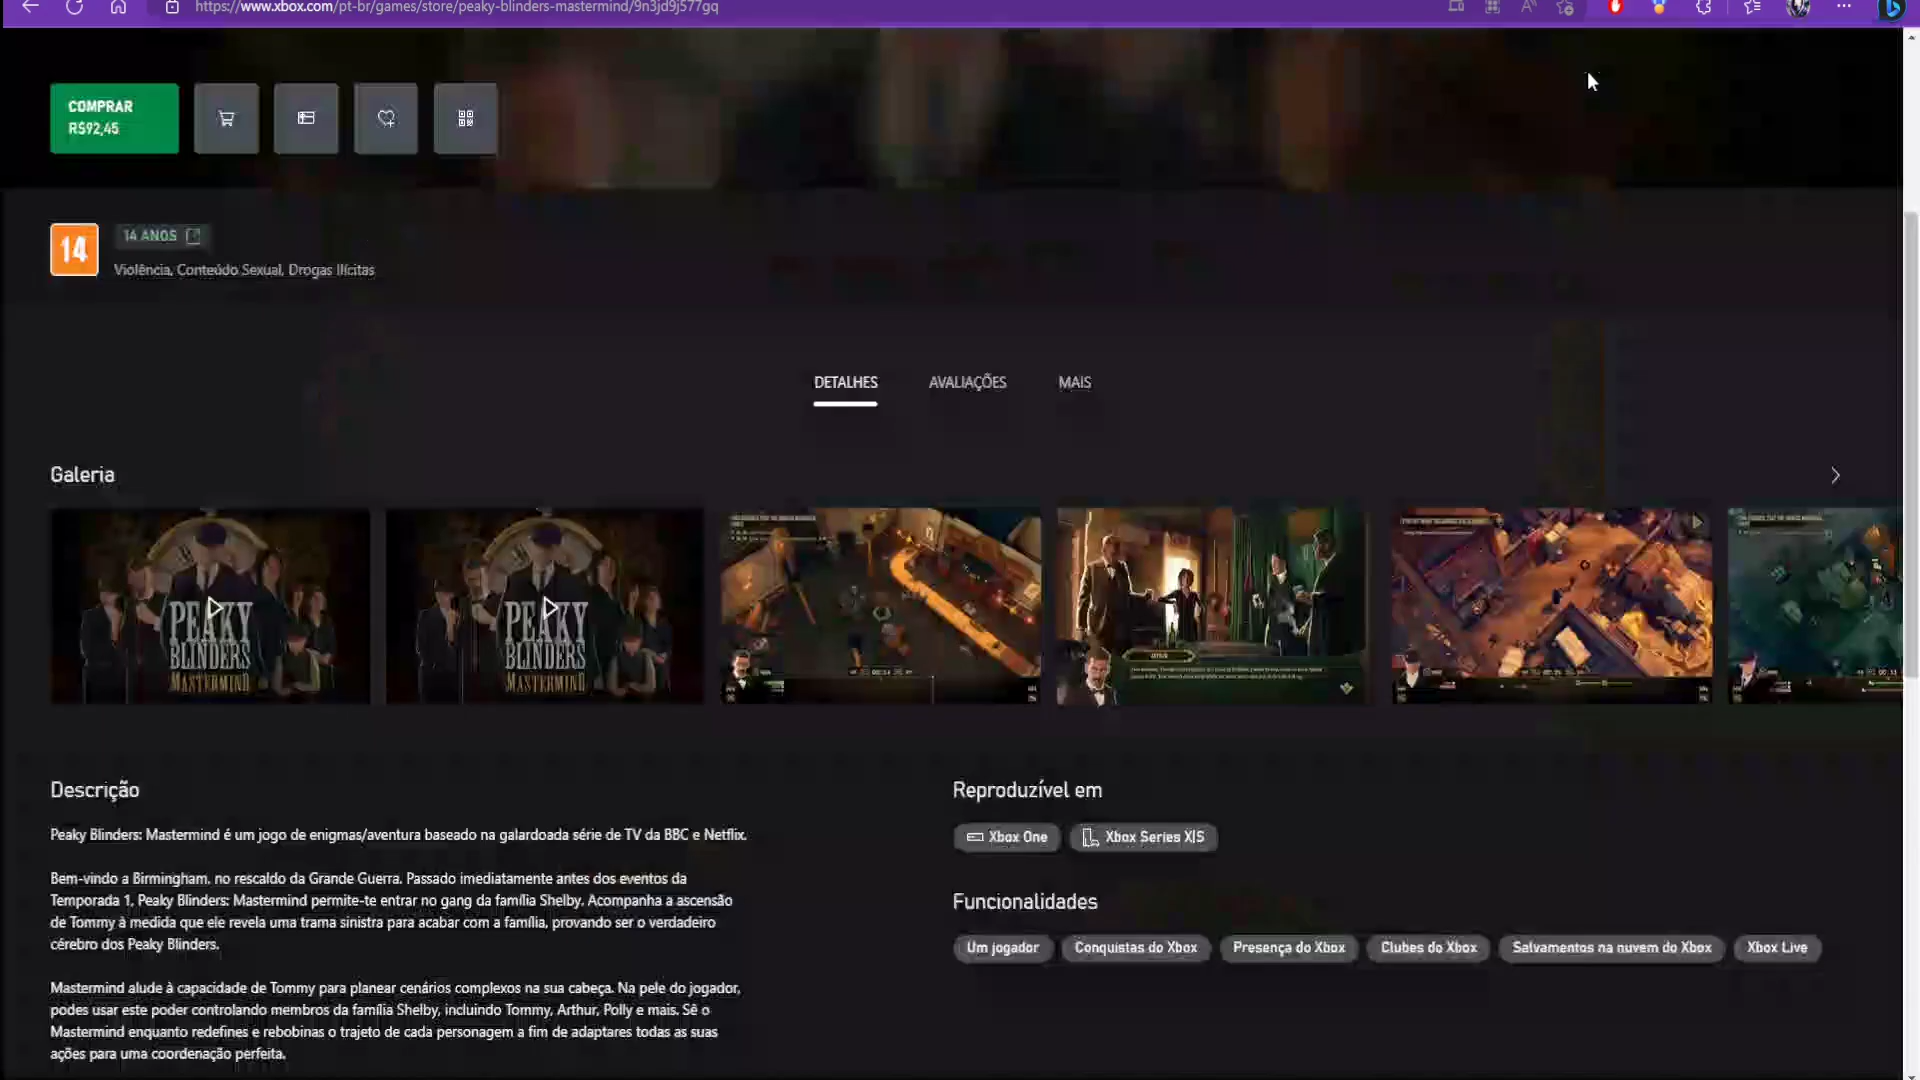 https://www.xbox.com/pt-br/games/store/peaky-blinders-mastermind/9n3jd9j577gq
COMPRAR
R$92,45
14
14 ANOS
Violência, Conteúdo Sexual, Drogas Ilícitas
DETALHES
AVALIAÇÕES
MAIS
Galeria
PEAKY
BLINDERS
MASTERMIND
PEAKY
BLINDERS
MASTERMIND
Descrição
Peaky Blinders: Mastermind é um jogo de enigmas/aventura baseado na galardoada série de TV da BBC e Netflix.
Bem-vindo a Birmingham, no rescaldo da Grande Guerra. Passado imediatamente antes dos eventos da
Temporada 1, Peaky Blinders: Mastermind permite-te entrar no gang da família Shelby. Acompanha a ascensão
de Tommy à medida que ele revela uma trama sinistra para acabar com a família, provando ser o verdadeiro
cérebro dos Peaky Blinders.
Mastermind alude à capacidade de Tommy para planear cenários complexos na sua cabeça. Na pele do jogador,
podes usar este poder controlando membros da família Shelby, incluindo Tommy, Arthur, Polly e mais. Sê o
Mastermind enquanto redefines e rebobinas o trajeto de cada personagem a fim de adaptares todas as suas
ações para uma coordenação perfeita.
Reproduzível em
Xbox One
Xbox Series X|S
Funcionalidades
Um jogador
Conquistas do Xbox
Presença do Xbox
Clubes do Xbox
Salvamentos na nuvem do Xbox
Xbox Live